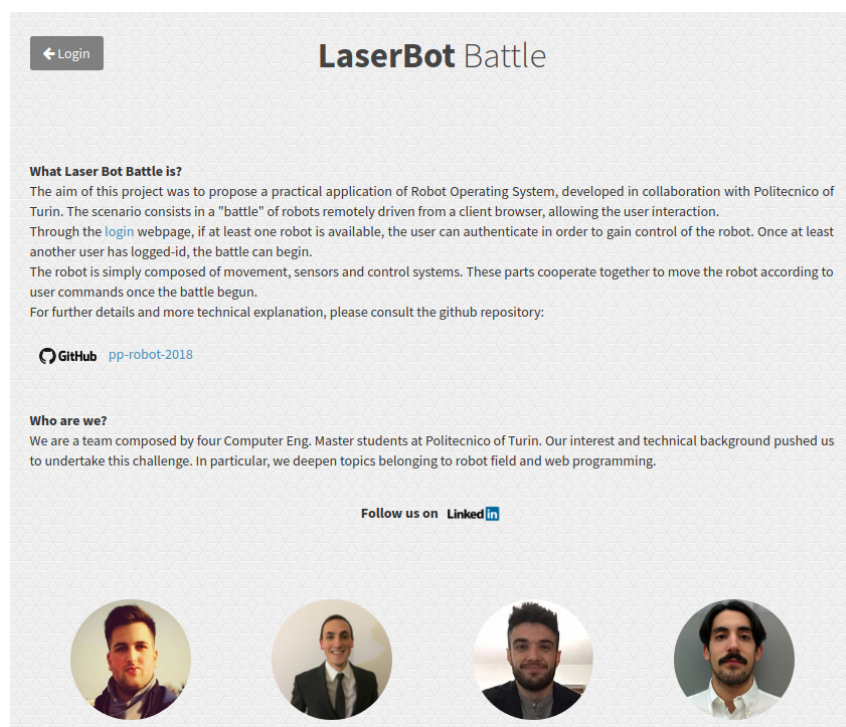 Login
LaserBot Battle
What Laser Bot Battle is?
The aim of this project was to propose a practical application of Robot Operating System, developed in collaboration with Politecnico of
Turin. The scenario consists in a "battle" of robots remotely driven from a client browser, allowing the user interaction.
Through the login webpage, if at least one robot is available, the user can authenticate in order to gain control of the robot. Once at least
another user has logged-id, the battle can begin.
The robot is simply composed of movement, sensors and control systems. These parts cooperate together to move the robot according to
user commands once the battle begun.
For further details and more technical explanation, please consult the github repository:
GitHub pp-robot-2018
Who are we?
We are a team composed by four Computer Eng. Master students at Politecnico of Turin. Our interest and technical background pushed us
to undertake this challenge. In particular, we deepen topics belonging to robot field and web programming.
Follow us on Linked in